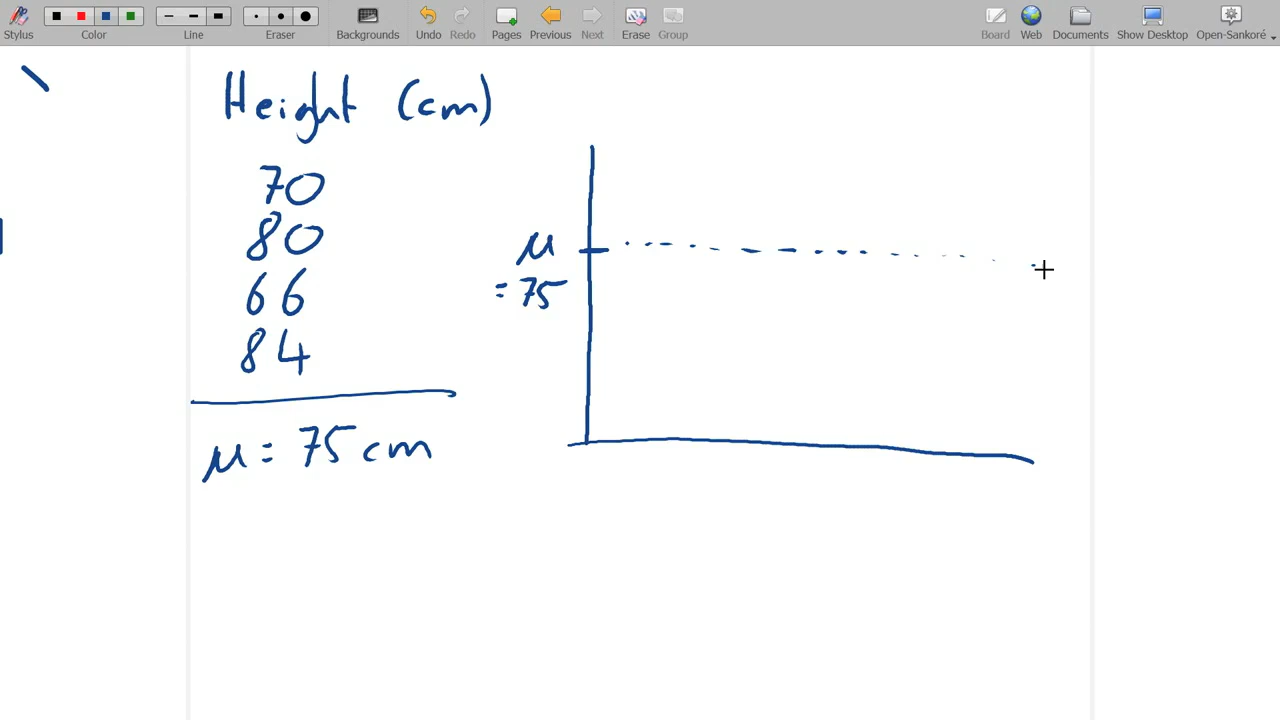 Stylus Color Line Eraser Backgrounds Undo Redo Pages Previous Next Erase Group Board Web Documents Show Desktop Open-Sankoré
Height (cm)
70
80
66
84
μ = 75 cm
μ
= 75